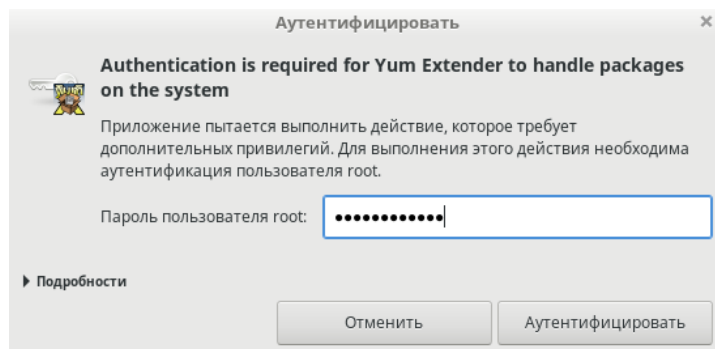 Аутентифицировать
Authentication is required for Yum Extender to handle packages
on the system
Приложение пытается выполнить действие, которое требует
дополнительных привилегий. Для выполнения этого действия необходима
аутентификация пользователя root.
Пароль пользователя root: ••••••••••••
Подробности
Отменить Аутентифицировать